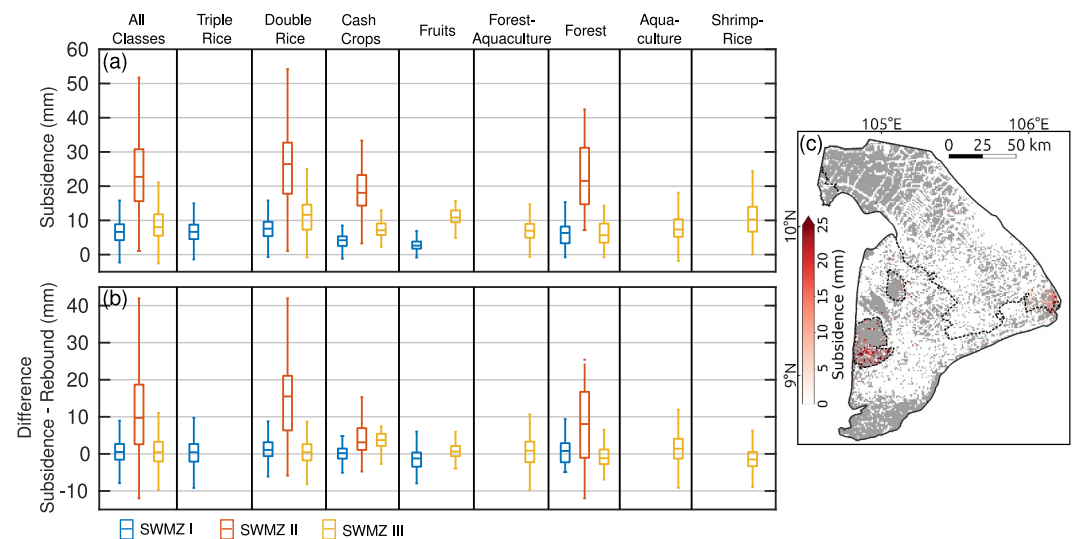 All Classes
Triple Rice
Double Rice
Cash Crops
Fruits
Forest-Aquaculture
Forest
Aqua-culture
Shrimp-Rice
(a)
Subsidence (mm)
60
50
40
30
20
10
0
(b)
Difference
Subsidence - Rebound (mm)
40
30
20
10
0
-10
SWMZ I
SWMZ II
SWMZ III
(c)
105°E
106°E
0 25 50 km
10°N
9°N
Subsidence (mm)
25
20
15
10
5
0